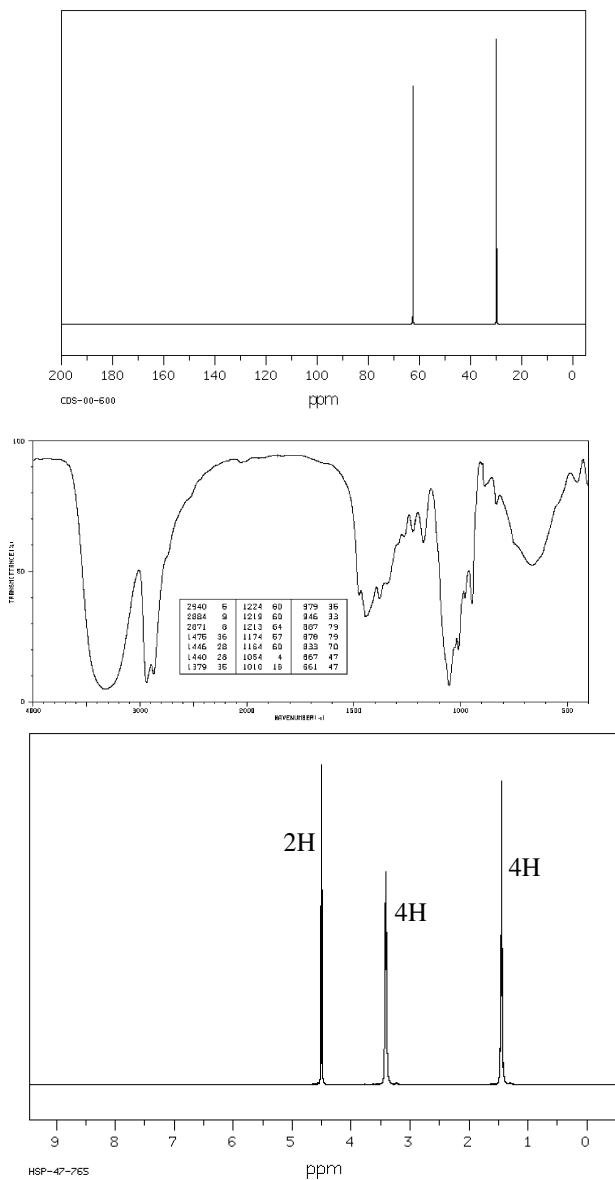 200 180 160 140 120 100 80 60 40 20 0
CDS-00-600
ppm
100
50
0
TRANSMITTANCE(%)
2940 6 1224 60 979 35
2884 9 1219 60 946 33
2871 8 1213 64 887 79
1475 36 1174 57 878 79
1446 28 1164 60 833 70
1440 28 1054 4 667 47
1379 35 1010 18 661 47
4000 3000 2000 1500 1000 500
WAVENUMBER(-1)
2H
4H
4H
9 8 7 6 5 4 3 2 1 0
HSP-47-765
ppm